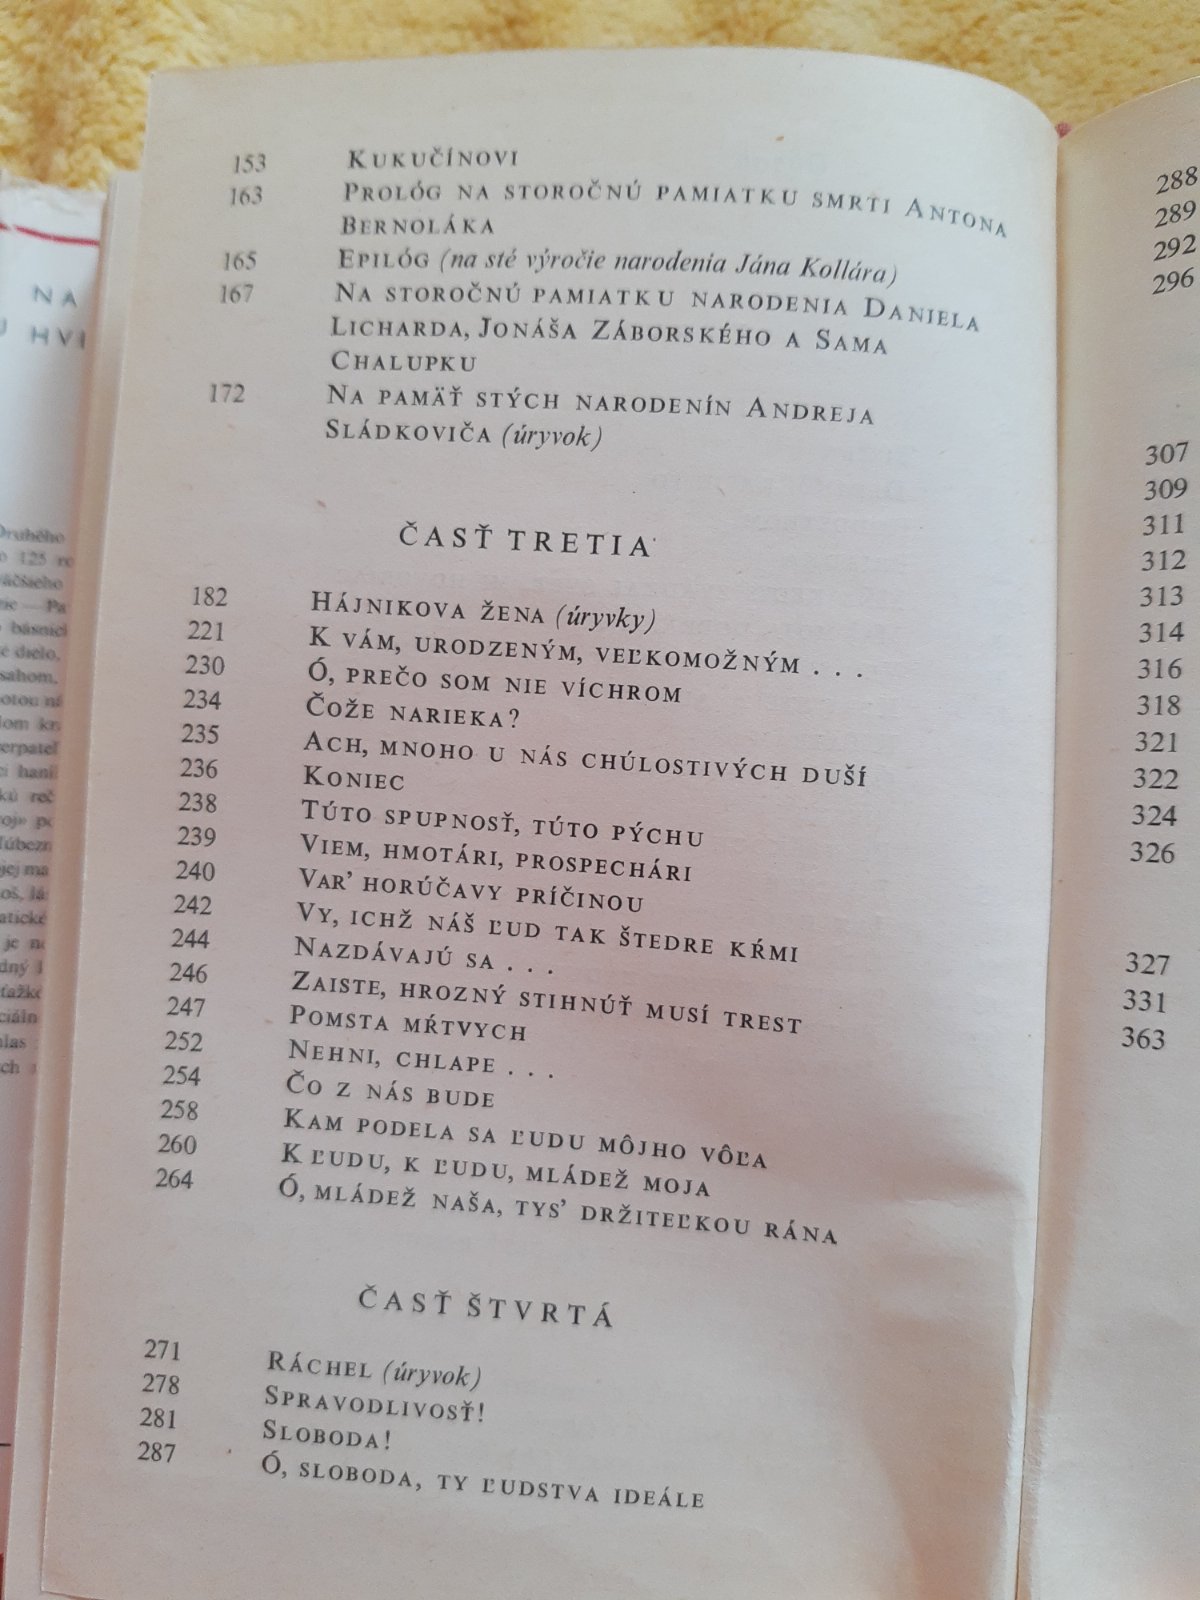 153 Kukučínovi
163 Prológ na storočnú pamiatku smrti Antona
Bernoláka
165 Epilóg (na sté výročie narodenia Jána Kollára)
167 Na storočnú pamiatku narodenia Daniela
Licharda, Jonáša Záborského a Sama
Chalupku
172 Na pamäť stých narodenín Andreja
Sládkoviča (úryvok)
ČASŤ TRETIA
182 Hájnikova žena (úryvky)
221 K vám, urodzeným, veľkomožným . . .
230 Ó, prečo som nie víchrom
234 Čože narieka?
235 Ach, mnoho u nás chúlostivých duší
236 Koniec
238 Túto spupnosť, túto pýchu
239 Viem, hmotári, prospechári
240 Var’ horúčavy príčinou
242 Vy, ichž náš ľud tak štedre kŕmi
244 Nazdávajú sa . . .
246 Zaiste, hrozný stihnúť musí trest
247 Pomsta mŕtvych
252 Nehni, chlape . . .
254 Čo z nás bude
258 Kam podela sa ľudu môjho vôľa
260 K ľudu, k ľudu, mládež moja
264 Ó, mládež naša, tys’ držiteľkou rána
ČASŤ ŠTVRTÁ
271 Ráchel (úryvok)
278 Spravodlivosť!
281 Sloboda!
287 Ó, sloboda, ty ľudstva ideále
288
289
292
296
307
309
311
312
313
314
316
318
321
322
324
326
327
331
363
NA
HVI
Druhého
125
básnici
dielo,
je